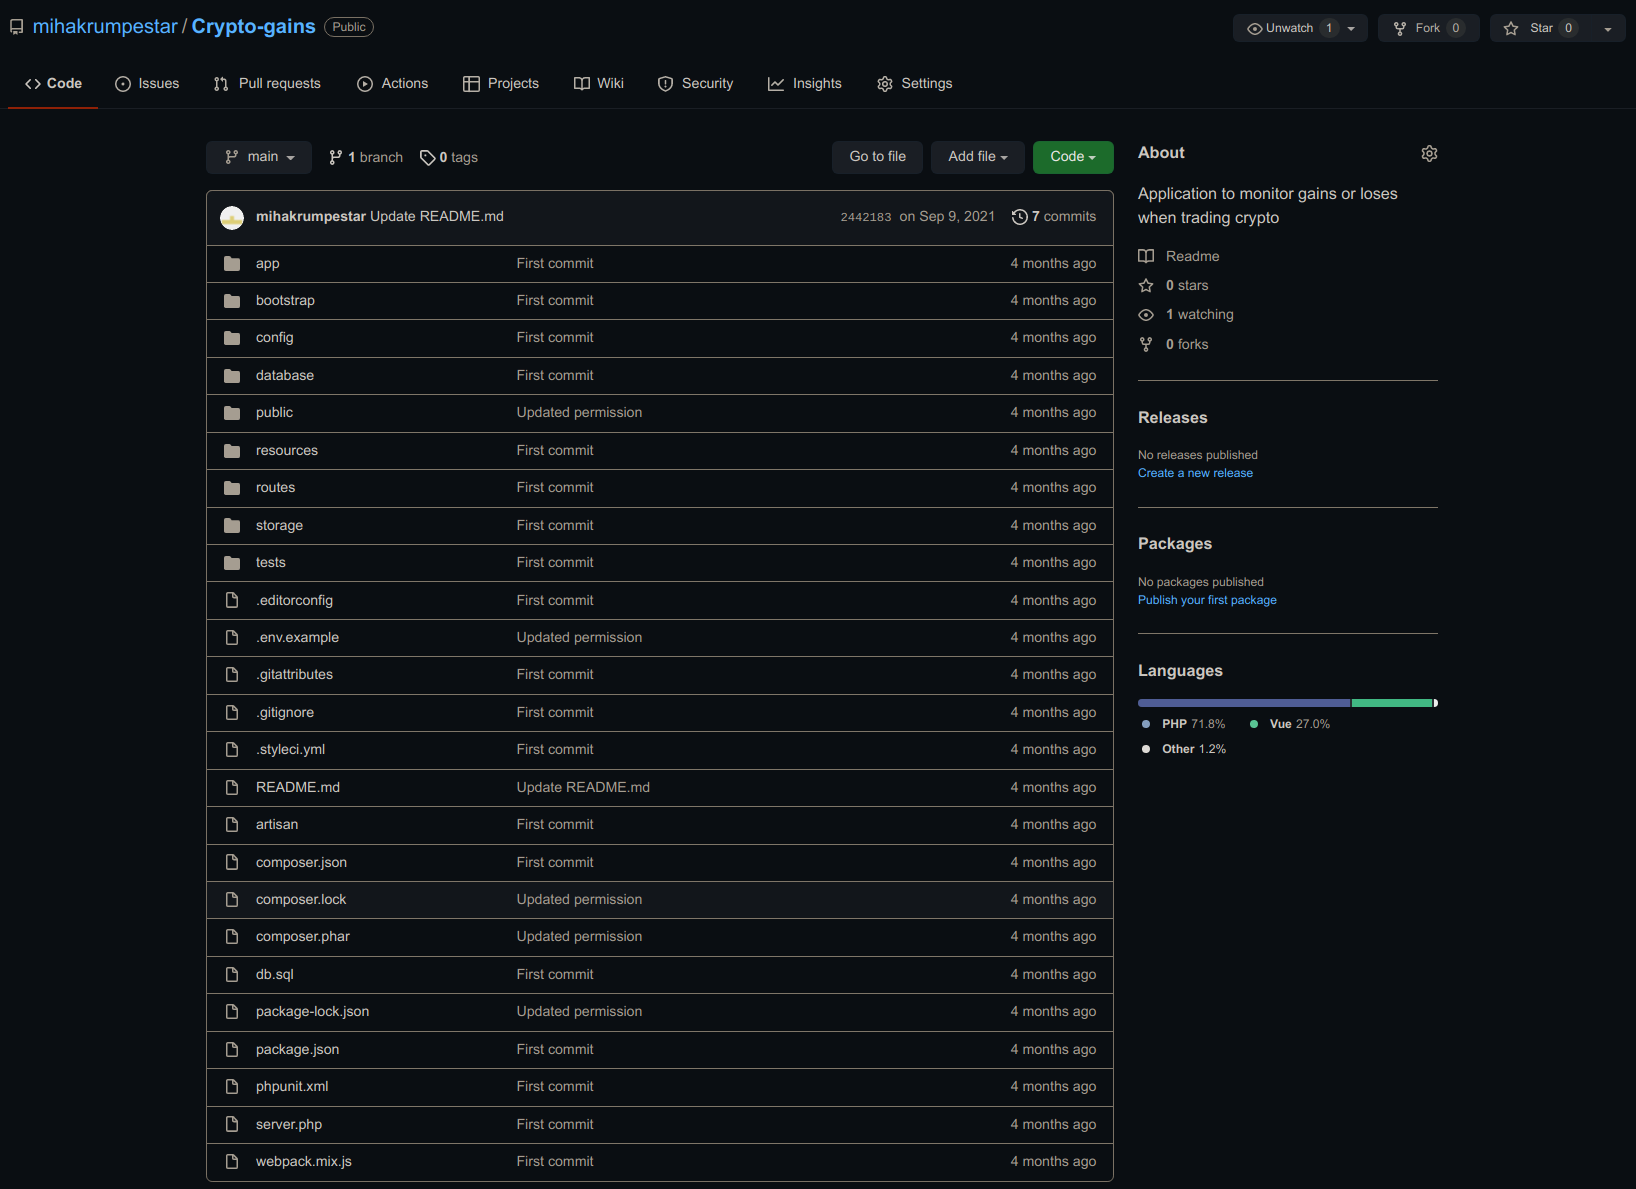 mihakrumpestar / Crypto-gains Public
Unwatch 1 Fork 0 Star 0
Code Issues Pull requests Actions Projects Wiki Security Insights Settings
main 1 branch 0 tags Go to file Add file Code
mihakrumpestar Update README.md 2442183 on Sep 9, 2021 7 commits
app First commit 4 months ago
bootstrap First commit 4 months ago
config First commit 4 months ago
database First commit 4 months ago
public Updated permission 4 months ago
resources First commit 4 months ago
routes First commit 4 months ago
storage First commit 4 months ago
tests First commit 4 months ago
.editorconfig First commit 4 months ago
.env.example Updated permission 4 months ago
.gitattributes First commit 4 months ago
.gitignore First commit 4 months ago
.styleci.yml First commit 4 months ago
README.md Update README.md 4 months ago
artisan First commit 4 months ago
composer.json First commit 4 months ago
composer.lock Updated permission 4 months ago
composer.phar Updated permission 4 months ago
db.sql First commit 4 months ago
package-lock.json Updated permission 4 months ago
package.json First commit 4 months ago
phpunit.xml First commit 4 months ago
server.php First commit 4 months ago
webpack.mix.js First commit 4 months ago
About
Application to monitor gains or loses
when trading crypto
Readme
0 stars
1 watching
0 forks
Releases
No releases published
Create a new release
Packages
No packages published
Publish your first package
Languages
PHP 71.8% Vue 27.0%
Other 1.2%